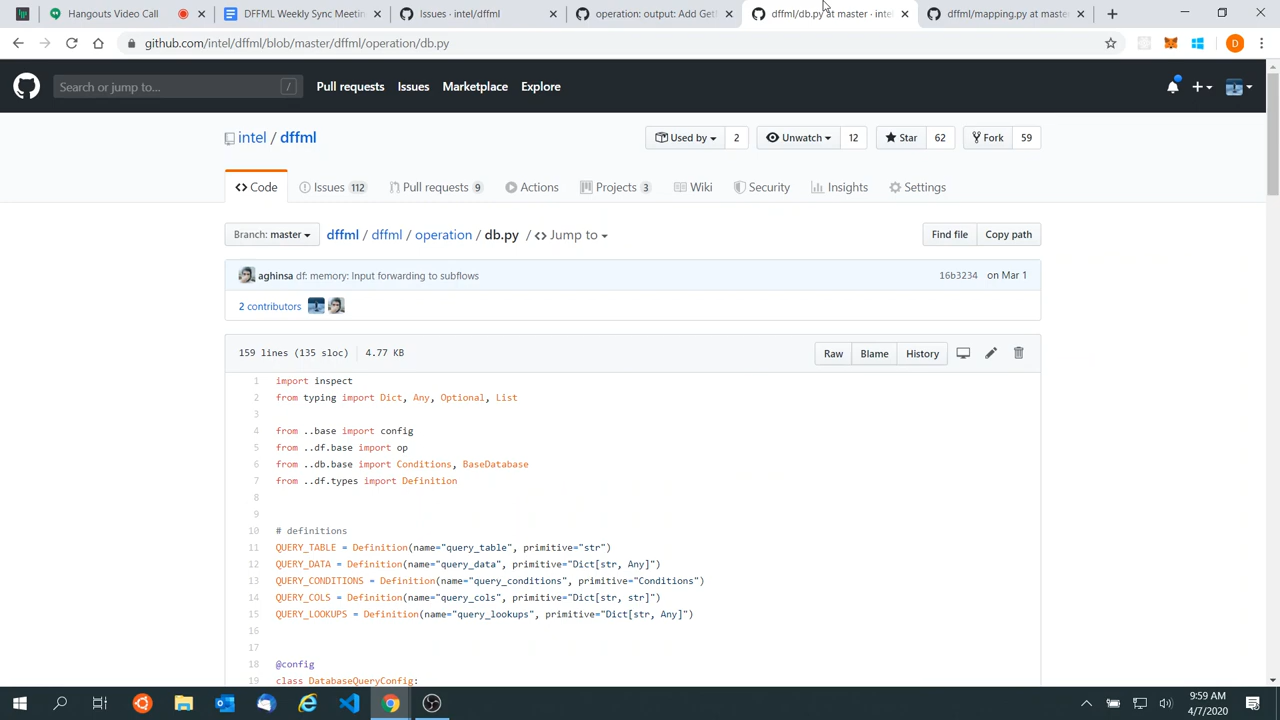 Hangouts Video Call
DFFML Weekly Sync Meetin
Issues · intel/dffml
operation: output: Add Get
dffml/db.py at master · inte
dffml/mapping.py at master
github.com/intel/dffml/blob/master/dffml/operation/db.py
D
Search or jump to...
/
Pull requests
Issues
Marketplace
Explore
intel / dffml
Used by 2
Unwatch 12
Star 62
Fork 59
Code
Issues 112
Pull requests 9
Actions
Projects 3
Wiki
Security
Insights
Settings
Branch: master
dffml / dffml / operation / db.py / <> Jump to
Find file
Copy path
aghinsa df: memory: Input forwarding to subflows
16b3234 on Mar 1
2 contributors
159 lines (135 sloc) 4.77 KB
Raw
Blame
History
1 import inspect
2 from typing import Dict, Any, Optional, List
3
4 from ..base import config
5 from ..df.base import op
6 from ..db.base import Conditions, BaseDatabase
7 from ..df.types import Definition
8
9
10 # definitions
11 QUERY_TABLE = Definition(name="query_table", primitive="str")
12 QUERY_DATA = Definition(name="query_data", primitive="Dict[str, Any]")
13 QUERY_CONDITIONS = Definition(name="query_conditions", primitive="Conditions")
14 QUERY_COLS = Definition(name="query_cols", primitive="Dict[str, str]")
15 QUERY_LOOKUPS = Definition(name="query_lookups", primitive="Dict[str, Any]")
16
17
18 @config
19 class DatabaseQueryConfig:
9:59 AM
4/7/2020